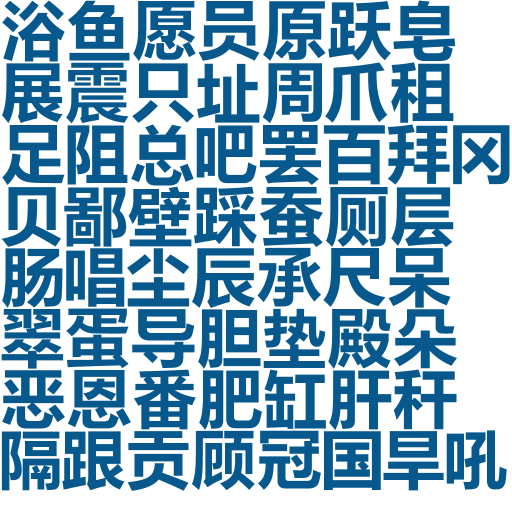 浴鱼愿员原跃皂
展震只址周爪租
足阻总吧罢百拜冈
贝鄙壁踩蚕厕层
肠唱尘辰承尺呆
翠蛋导胆垫殿朵
恶恩番肥缸肝秆
隔跟贡顾冠国旱吼